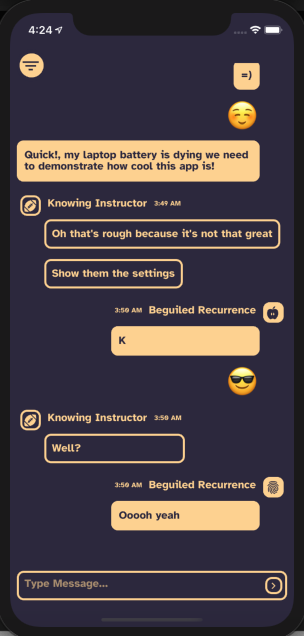 4:24
=)
Quick!, my laptop battery is dying we need
to demonstrate how cool this app is!
Knowing Instructor 3:49 AM
Oh that's rough because it's not that great
Show them the settings
3:50 AM Beguiled Recurrence
K
Knowing Instructor 3:50 AM
Well?
3:50 AM Beguiled Recurrence
Ooooh yeah
Type Message...